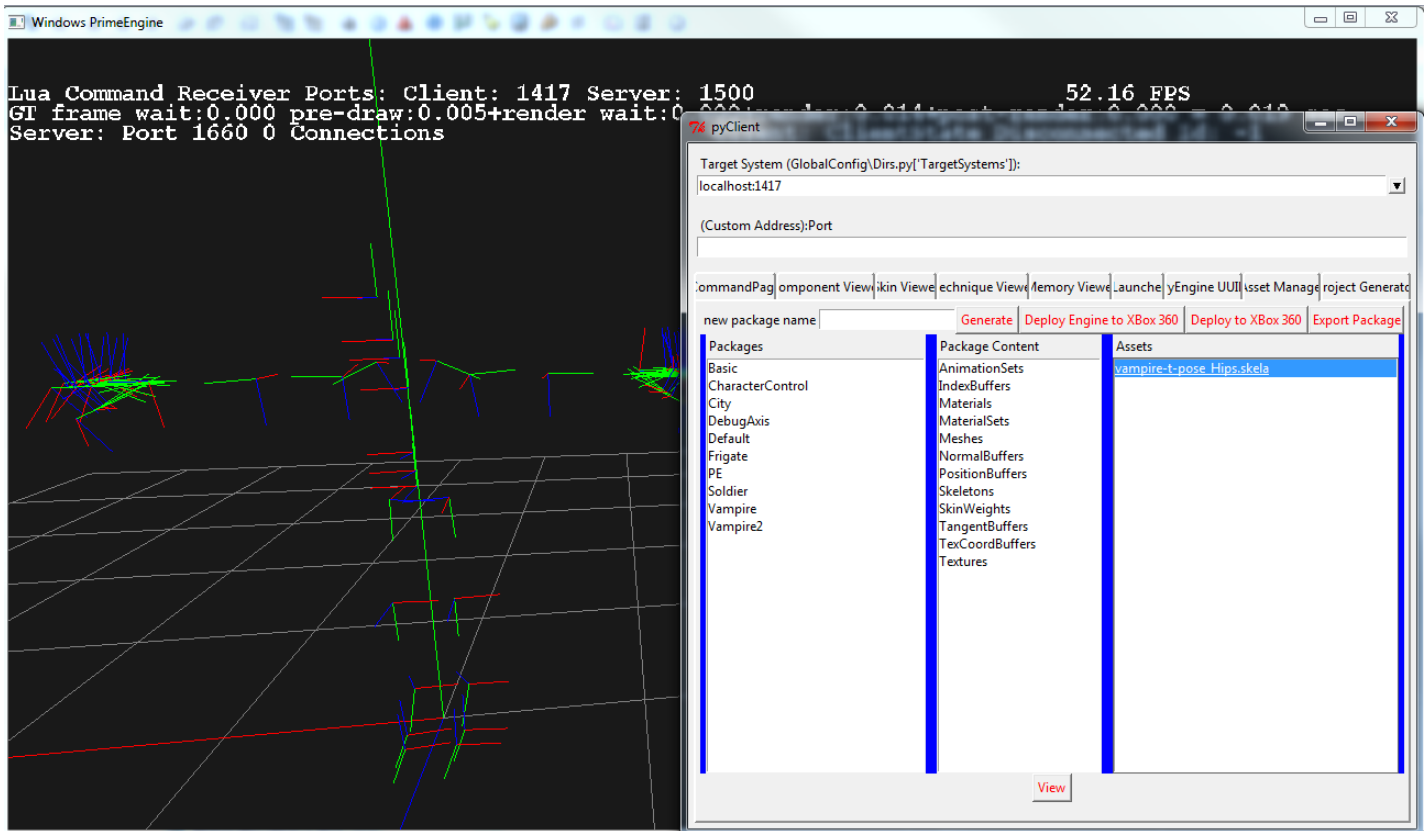 Windows PrimeEngine
Lua Command Receiver Ports: Client: 1417 Server: 1500
52.16 FPS
GT frame wait:0.000 pre-draw:0.005+render wait:0
Server: Port 1660 0 Connections
pyClient
Target System (GlobalConfig\Dirs.py['TargetSystems']):
localhost:1417
(Custom Address):Port
ommandPag omponent View kin Viewe echnique View Memory Viewe Launche yEngine UUI sset Manage roject Generato
new package name Generate Deploy Engine to XBox 360 Deploy to XBox 360 Export Package
Packages
Basic
CharacterControl
City
DebugAxis
Default
Frigate
PE
Soldier
Vampire
Vampire2
Package Content
AnimationSets
IndexBuffers
Materials
MaterialSets
Meshes
NormalBuffers
PositionBuffers
Skeletons
SkinWeights
TangentBuffers
TexCoordBuffers
Textures
Assets
vampire-t-pose_Hips.skela
View